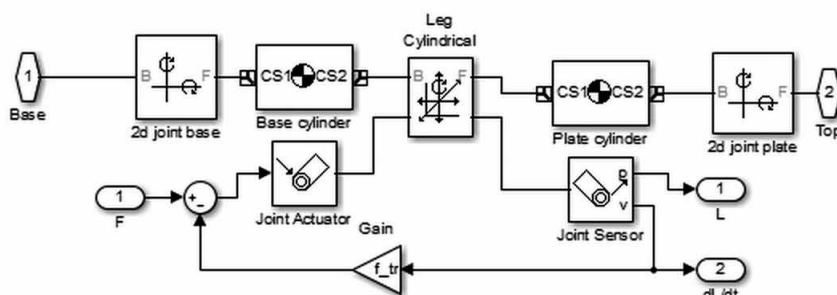 Leg
Cylindrical
1
Base
B F
2d joint base
CS1 CS2
Base cylinder
B F
CS1 CS2
Plate cylinder
B F
2d joint plate
2
Top
1
F
+
-
Joint Actuator
Gain
f_tr
p
v
Joint Sensor
1
L
2
dL/dt